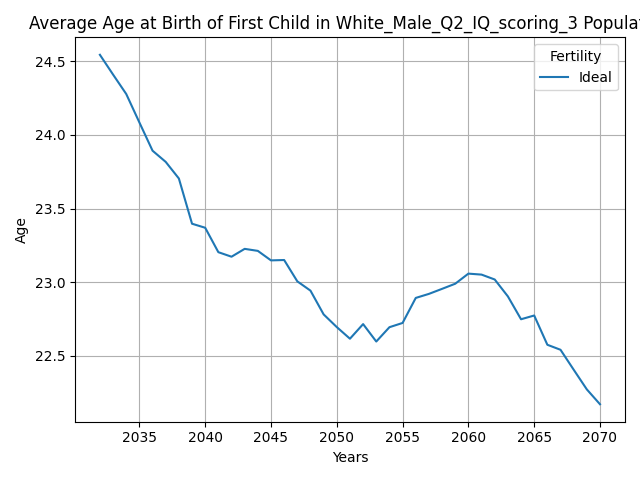 Average Age at Birth of First Child in White_Male_Q2_IQ_scoring_3 Populat
Fertility
Ideal
24.5
24.0
23.5
23.0
22.5
Age
2035 2040 2045 2050 2055 2060 2065 2070
Years